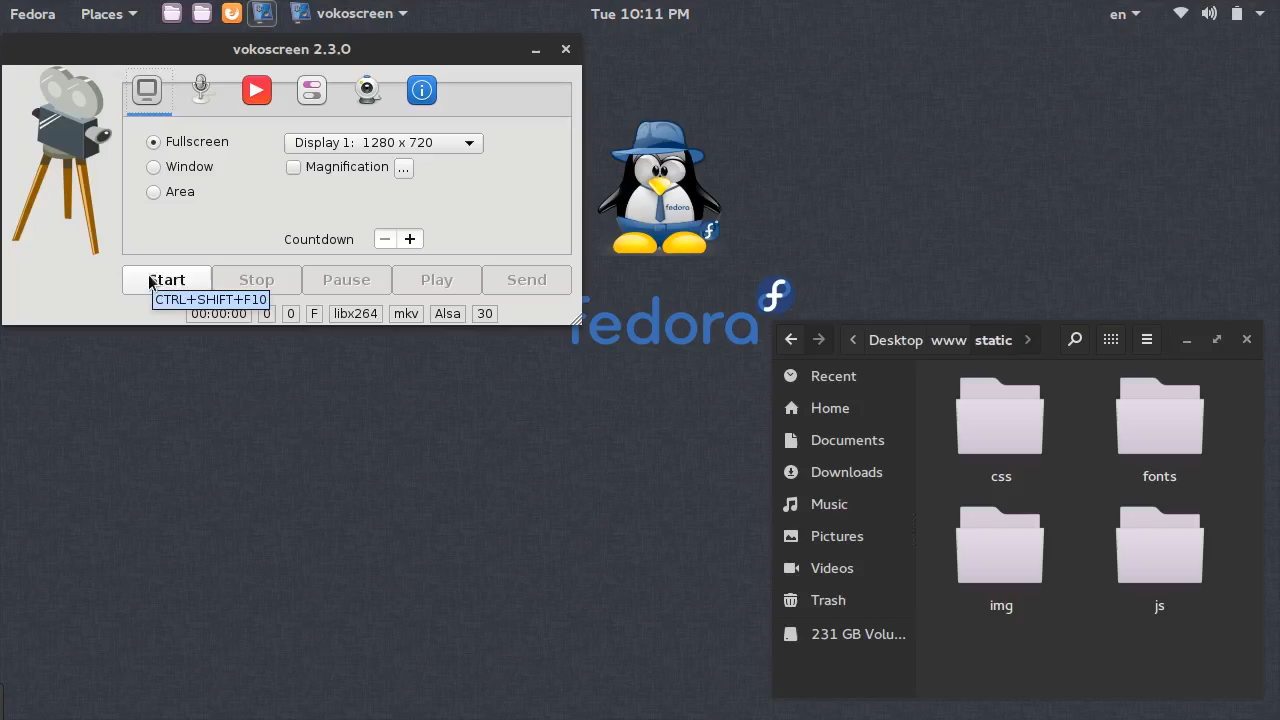 Fedora Places vokoscreen Tue 10:11 PM en
vokoscreen 2.3.0
Fullscreen Display 1: 1280 x 720
Window Magnification ...
Area
Countdown
Start Stop Pause Play Send
CTRL+SHIFT+F10
00:00:00 0 0 F libx264 mkv Alsa 30
fedora
fedora
Desktop www static
Recent
Home
Documents
Downloads
Music
Pictures
Videos
Trash
231 GB Volu...
css fonts
img js